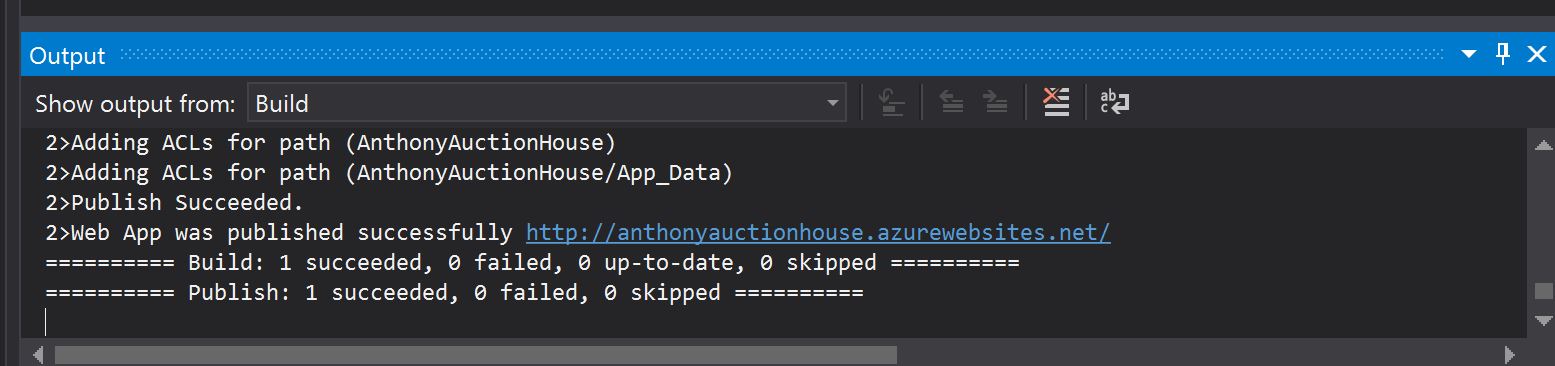 Output
Show output from: Build
2>Adding ACLs for path (AnthonyAuctionHouse)
2>Adding ACLs for path (AnthonyAuctionHouse/App_Data)
2>Publish Succeeded.
2>Web App was published successfully http://anthonyauctionhouse.azurewebsites.net/
========== Build: 1 succeeded, 0 failed, 0 up-to-date, 0 skipped ==========
========== Publish: 1 succeeded, 0 failed, 0 skipped ==========